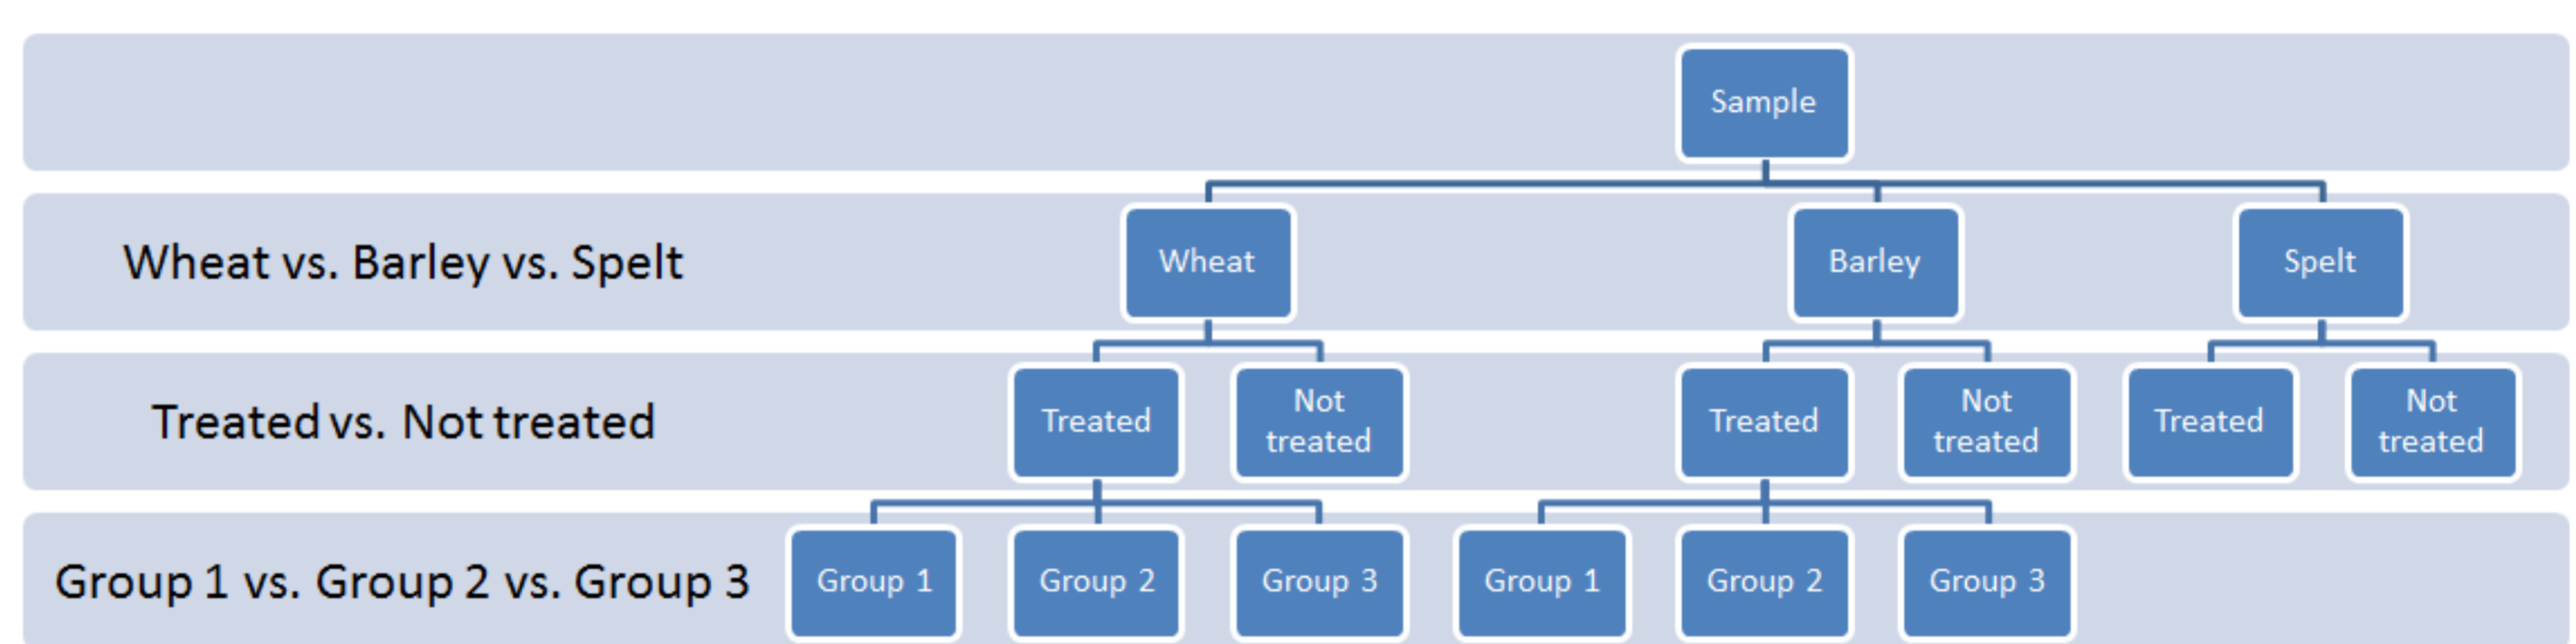 Sample
Wheat vs. Barley vs. Spelt
Wheat
Barley
Spelt
Treated vs. Not treated
Treated
Not
treated
Treated
Not
treated
Treated
Not
treated
Group 1 vs. Group 2 vs. Group 3
Group 1
Group 2
Group 3
Group 1
Group 2
Group 3